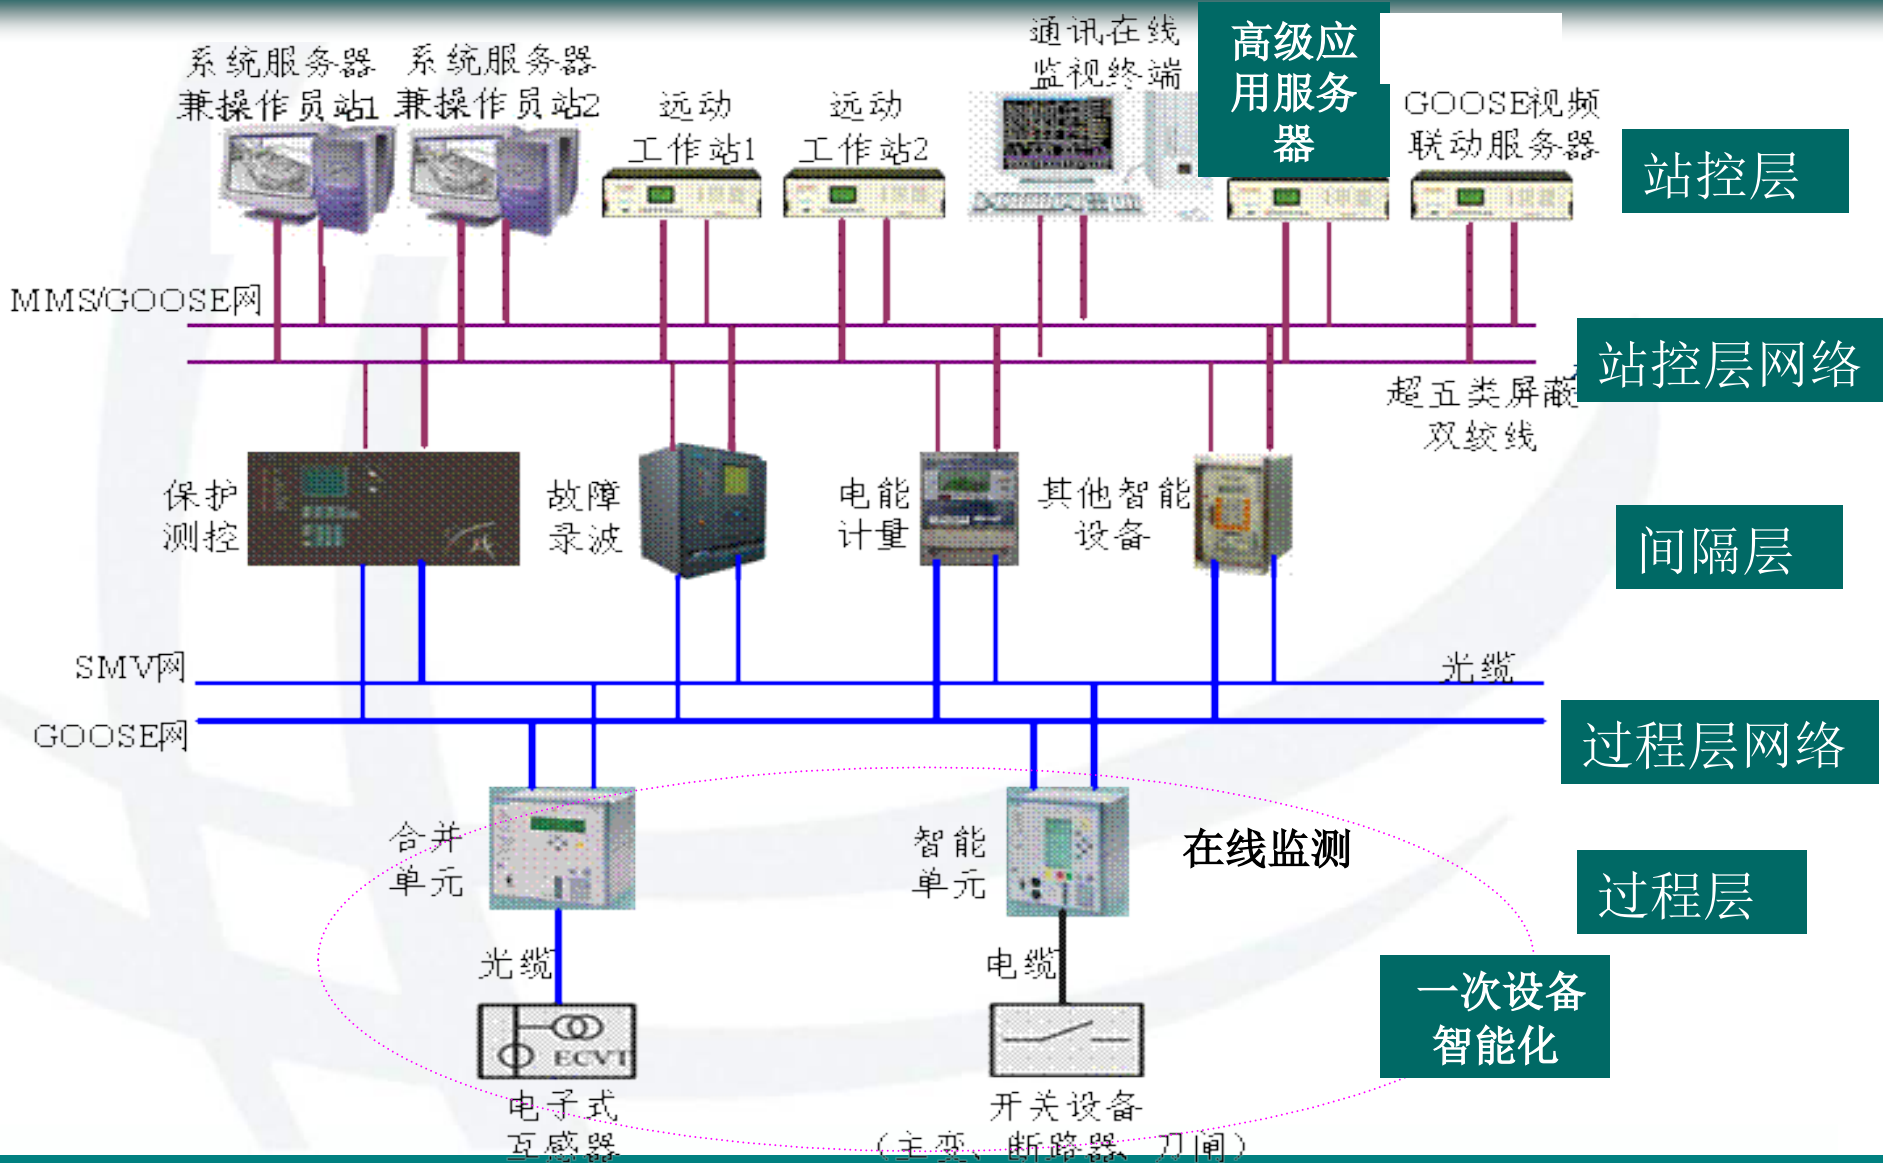 系统服务器
兼操作员站1
系统服务器
兼操作员站2
远动
工作站1
远动
工作站2
通讯在线
监视终端
高级应
用服务
器
GOOSE视频
联动服务器
站控层
MMS/GOOSE网
站控层网络
超五类屏蔽
双绞线
保护
测控
故障
录波
电能
计量
其他智能
设备
间隔层
SMV网
光缆
GOOSE网
过程层网络
合并
单元
智能
单元
在线监测
过程层
光缆
电缆
一次设备
智能化
ECVT
电子式
互感器
开关设备
（主变、断路器、刀闸）